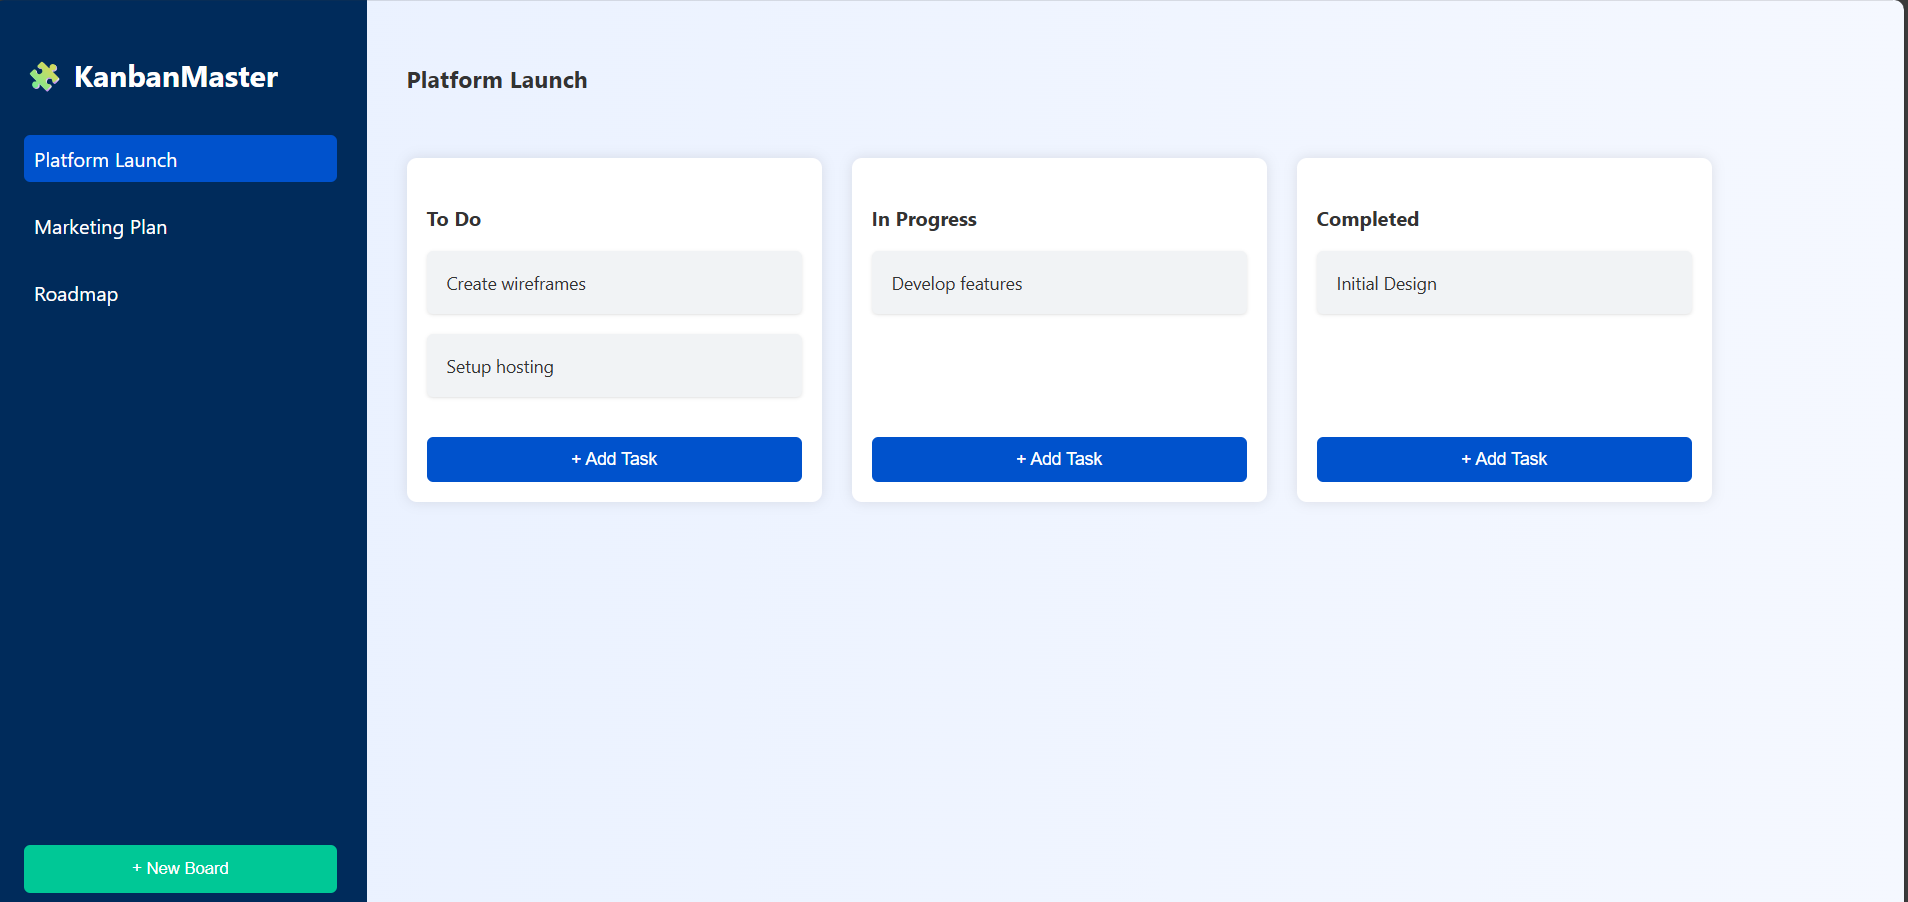 KanbanMaster
Platform Launch
Marketing Plan
Roadmap
+ New Board
Platform Launch
To Do
Create wireframes
Setup hosting
+ Add Task
In Progress
Develop features
+ Add Task
Completed
Initial Design
+ Add Task